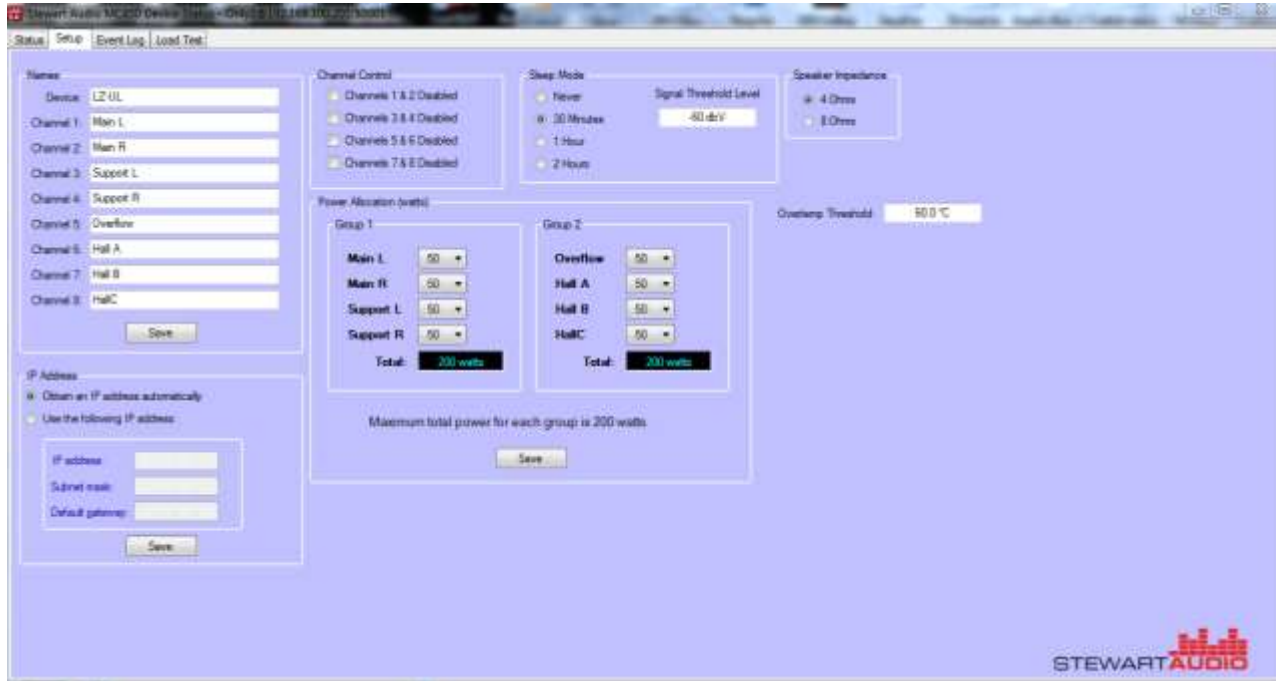 Stewart Audio
Status
Setup
Event Log
Load Test
Names
Device:
Channel 1:
Main L
Channel 2:
Main R
Channel 3:
Support L
Channel 4:
Support R
Channel 5:
Overflow
Channel 6:
Hall A
Channel 7:
Hall B
Channel 8:
HallC
Save
IP Address
Obtain an IP address automatically
Use the following IP address:
IP address:
Subnet mask:
Default gateway:
Save
Channel Control
Channels 1 & 2 Disabled
Channels 3 & 4 Disabled
Channels 5 & 6 Disabled
Channels 7 & 8 Disabled
Sleep Mode
Never
30 Minutes
1 Hour
2 Hours
Signal Threshold Level
-60 dbV
Speaker Impedance
4 Ohms
8 Ohms
Power Allocation (watts)
Group 1
Main L 50
Main R 50
Support L 50
Support R 50
Total: 200 watts
Group 2
Overflow 50
Hall A 50
Hall B 50
HallC 50
Total: 200 watts
Maximum total power for each group is 200 watts
Save
Overtemp Threshold
STEWARTAUDIO